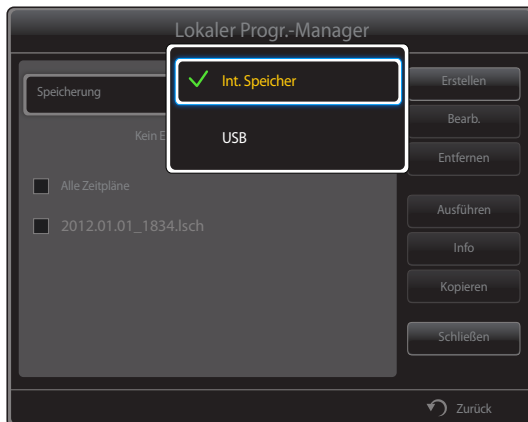 Lokaler Progr.-Manager
Speicherung
Int. Speicher
USB
Kein E
Alle Zeitpläne
2012.01.01_1834.lsch
Erstellen
Bearb.
Entfernen
Ausführen
Info
Kopieren
Schließen
Zurück